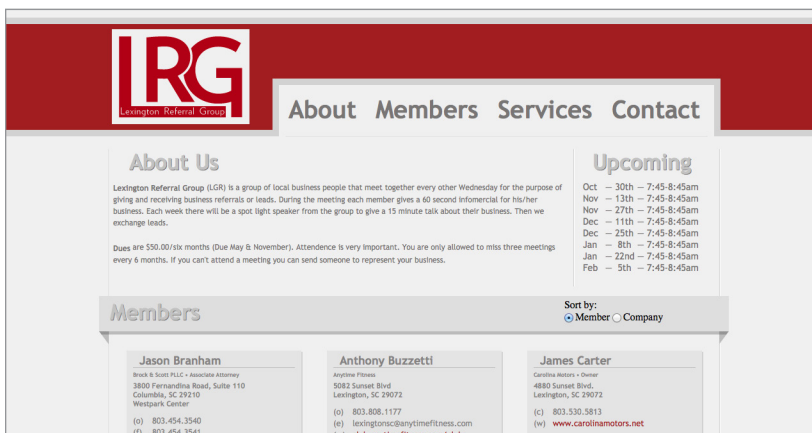 LRG
Lexington Referral Group
About Members Services Contact
About Us
Lexington Referral Group (LGR) is a group of local business people that meet together every other Wednesday for the purpose of
giving and receiving business referrals or leads. During the meeting each member gives a 60 second infomercial for his/her
business. Each week there will be a spot light speaker from the group to give a 15 minute talk about their business. Then we
exchange leads.
Dues are $50.00/six months (Due May & November). Attendence is very important. You are only allowed to miss three meetings
every 6 months. If you can't attend a meeting you can send someone to represent your business.
Upcoming
Oct — 30th — 7:45-8:45am
Nov — 13th — 7:45-8:45am
Nov — 27th — 7:45-8:45am
Dec — 11th — 7:45-8:45am
Dec — 25th — 7:45-8:45am
Jan — 8th — 7:45-8:45am
Jan — 22nd — 7:45-8:45am
Feb — 5th — 7:45-8:45am
Members
Sort by:
Member Company
Jason Branham
Brock & Scott PLLC • Associate Attorney
3800 Fernandina Road, Suite 110
Columbia, SC 29210
Westpark Center
(o) 803.454.3540
(f) 803.454.3541
Anthony Buzzetti
Anytime Fitness
5082 Sunset Blvd
Lexington, SC 29072
(o) 803.808.1177
(e) lexingtonsc@anytimefitness.com
James Carter
Carolina Motors • Owner
4880 Sunset Blvd.
Lexington, SC 29072
(c) 803.530.5813
(w) www.carolinamotors.net